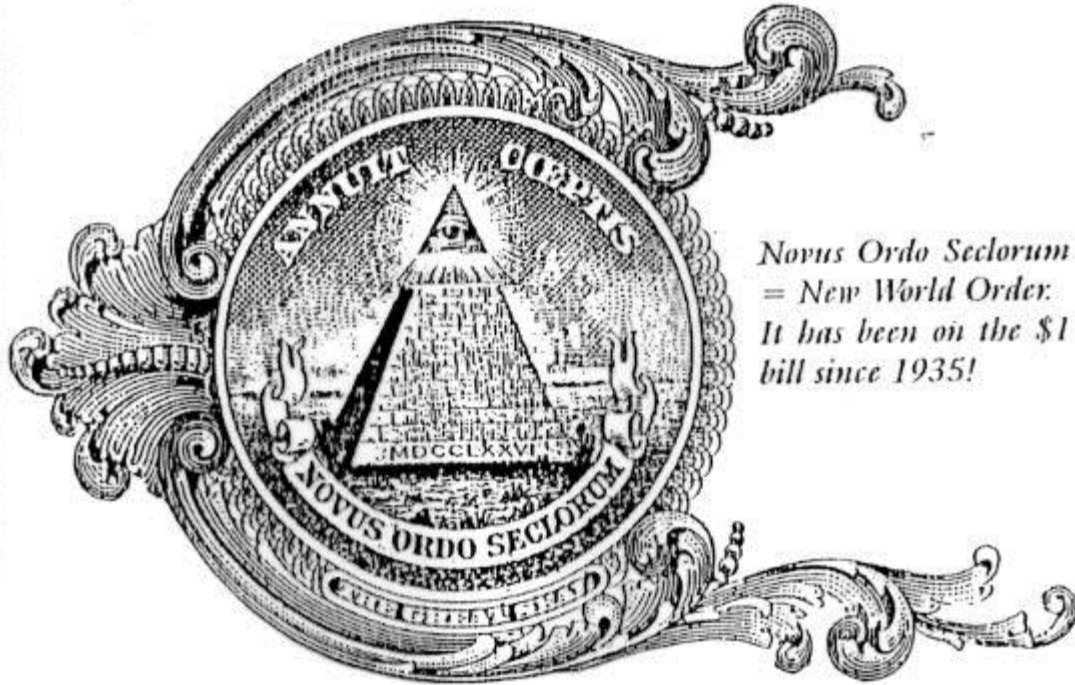 ANNUIT CŒPTIS
MDCCLXXVI
NOVUS ORDO SECLORUM
Novus Ordo Seclorum
= New World Order.
It has been on the $1
bill since 1935!